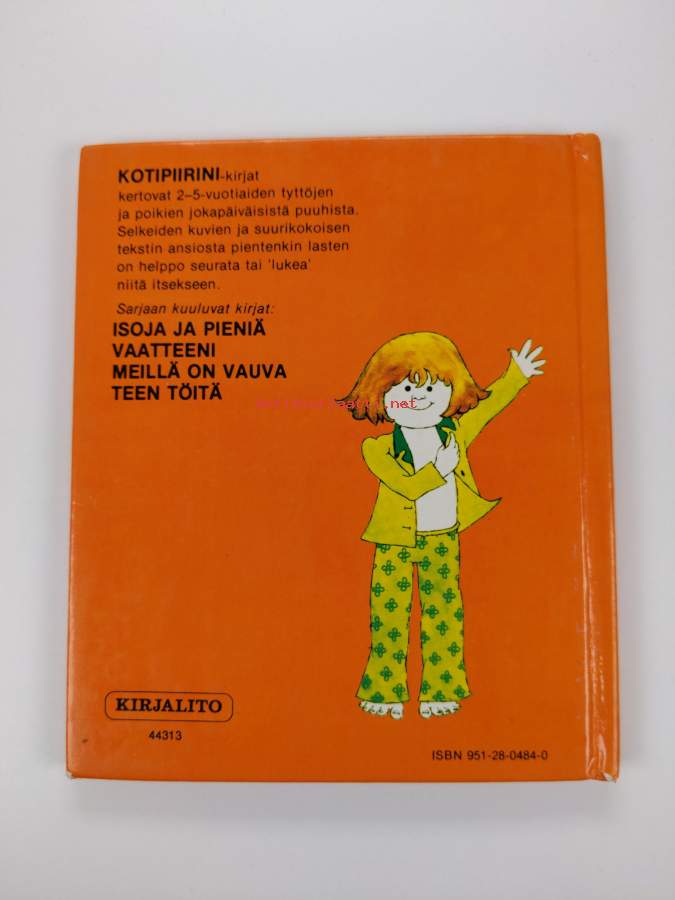 KOTIPIIRINI-kirjat
kertovat 2–5-vuotiaiden tyttöjen
ja poikien jokapäiväisistä puuhista.
Selkeiden kuvien ja suurikokoisen
tekstin ansiosta pientenkin lasten
on helppo seurata tai 'lukea'
niitä itsekseen.
Sarjaan kuuluvat kirjat:
ISOJA JA PIENIÄ
VAATTEENI
MEILLÄ ON VAUVA
TEEN TÖITÄ
KIRJALITO
44313
ISBN 951-28-0484-0